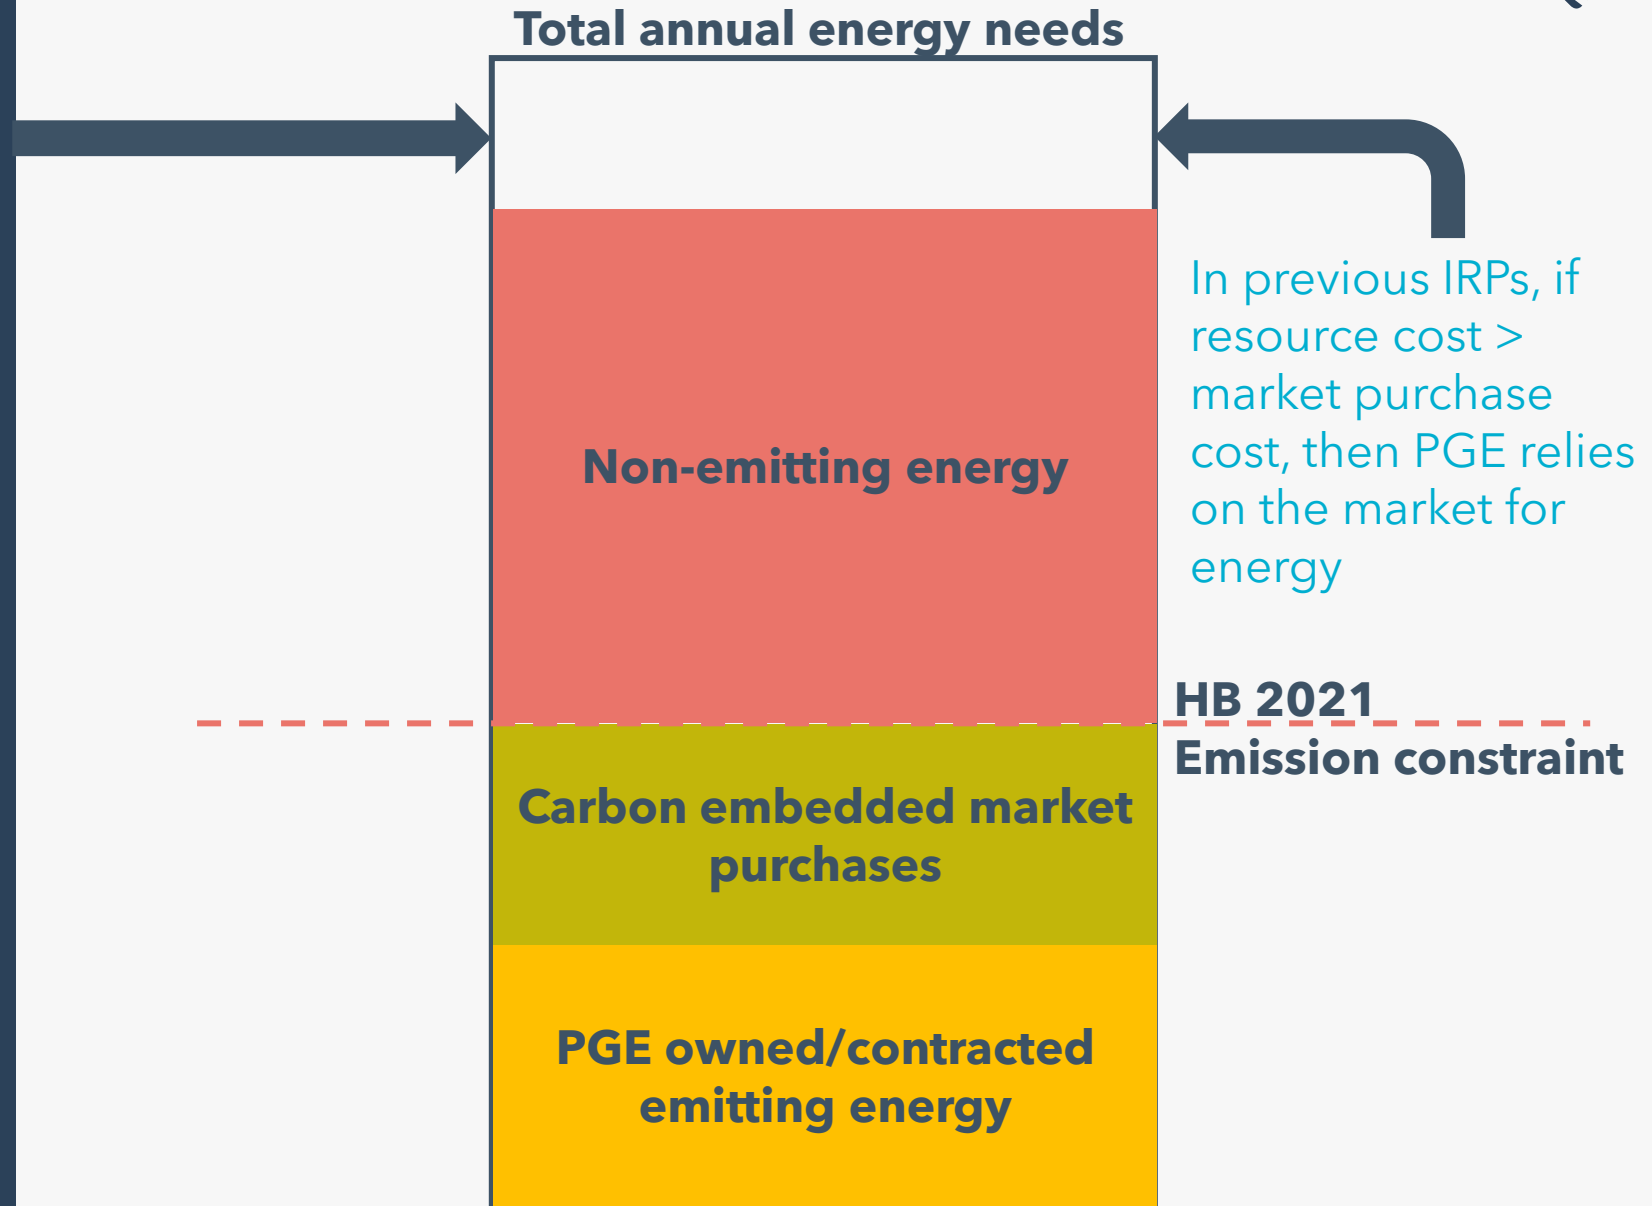 Total annual energy needs
Non-emitting energy
In previous IRPs, if
resource cost >
market purchase
cost, then PGE relies
on the market for
energy
HB 2021
Emission constraint
Carbon embedded market
purchases
PGE owned/contracted
emitting energy